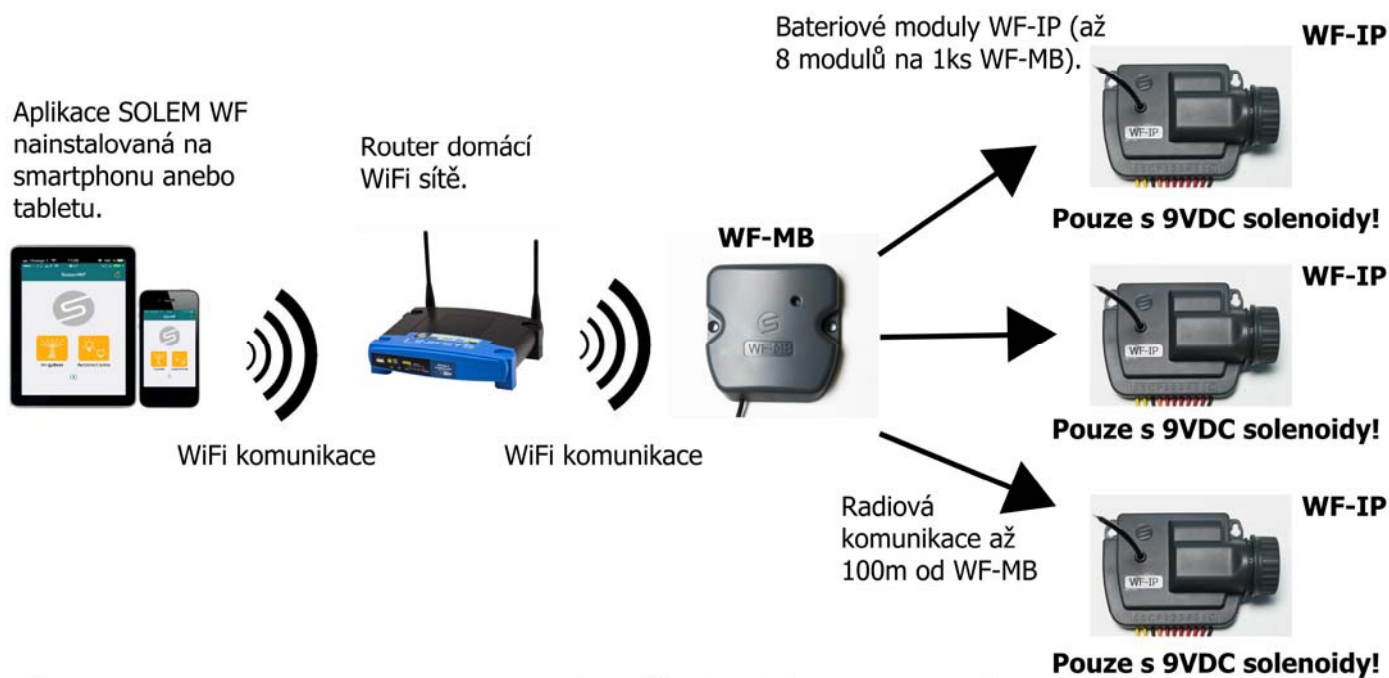 Bateriové moduly WF-IP (až
8 modulů na 1ks WF-MB).
WF-IP
Aplikace SOLEM WF
nainstalovaná na
smartphonu anebo
tabletu.
Router domácí
WiFi sítě.
WF-IP
Pouze s 9VDC solenoidy!
WF-MB
WF-IP
WF-MB
WF-IP
Pouze s 9VDC solenoidy!
WiFi komunikace
WiFi komunikace
Radiová
komunikace až
100m od WF-MB
WF-IP
WF-IP
Pouze s 9VDC solenoidy!